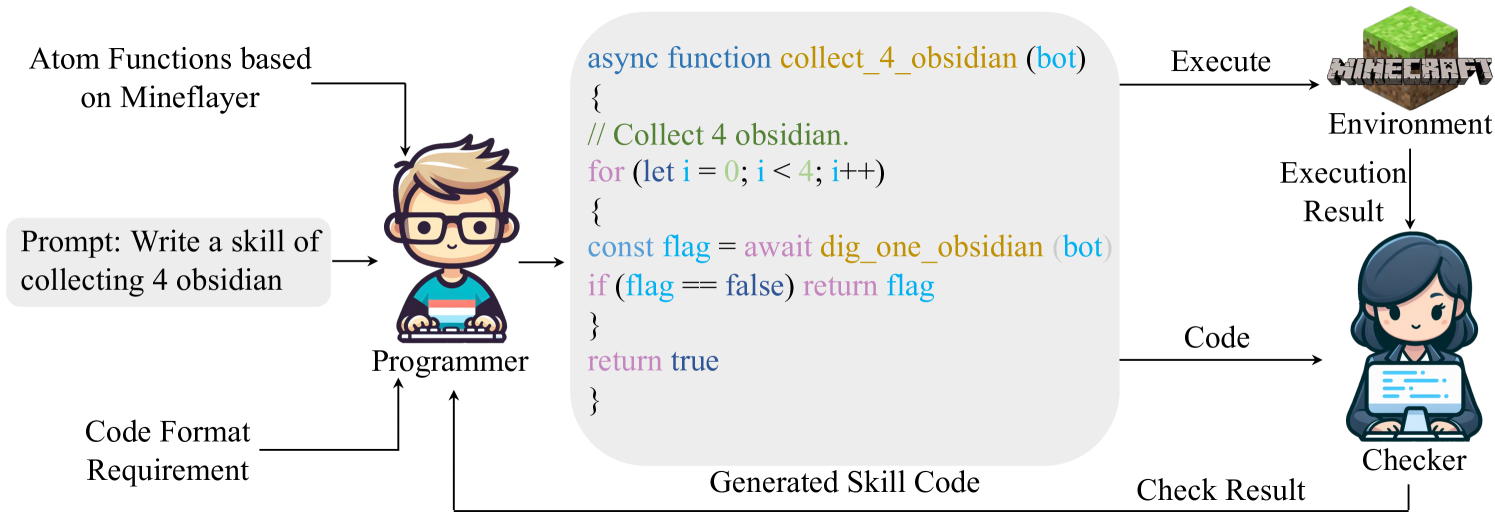 Atom Functions based
on Mineflayer
Prompt: Write a skill of
collecting 4 obsidian
Programmer
Code Format
Requirement
async function collect_4_obsidian (bot)
{
// Collect 4 obsidian.
for (let i = 0; i < 4; i++)
{
const flag = await dig_one_obsidian (bot)
if (flag == false) return flag
}
return true
}
Generated Skill Code
Execute
MINECRAFT
Environment
Execution
Result
Code
Checker
Check Result